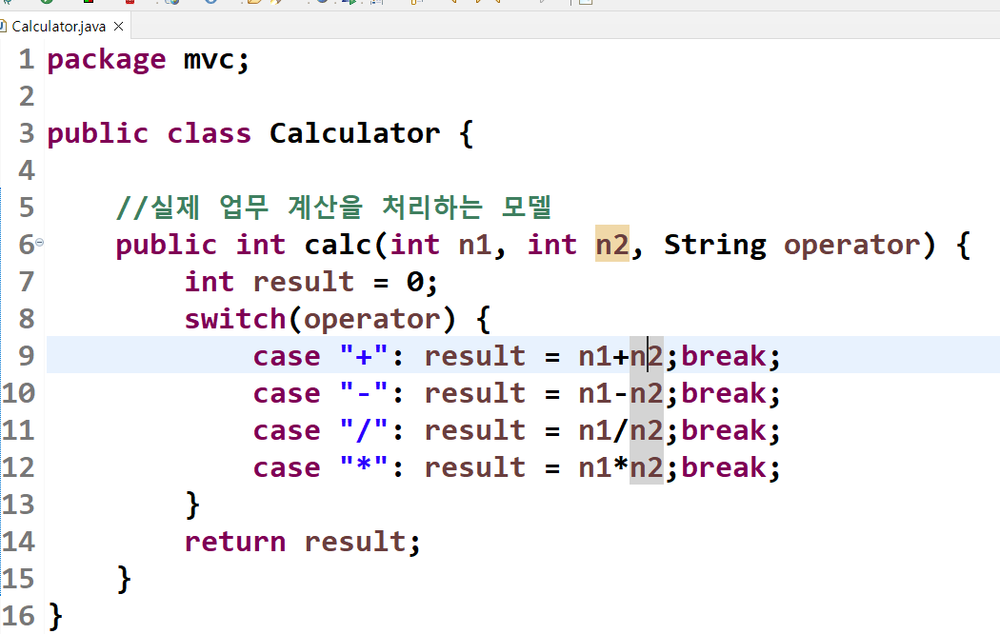 Calculator.java
1 package mvc;
2
3 public class Calculator {
4
5 //실제 업무 계산을 처리하는 모델
6 public int calc(int n1, int n2, String operator) {
7 int result = 0;
8 switch(operator) {
9 case "+": result = n1+n2;break;
10 case "-": result = n1-n2;break;
11 case "/": result = n1/n2;break;
12 case "*": result = n1*n2;break;
13 }
14 return result;
15 }
16 }